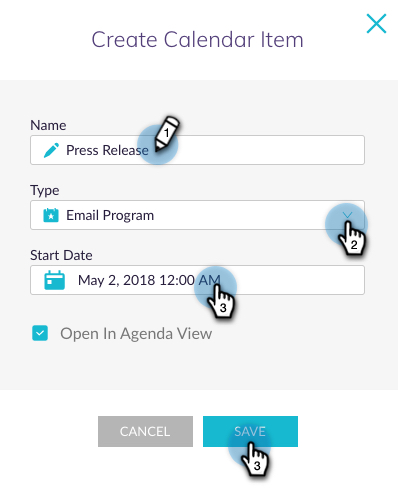 Create Calendar Item
Name
Press Release
1
Type
Email Program
2
Start Date
May 2, 2018 12:00 AM
3
Open In Agenda View
CANCEL
SAVE
3